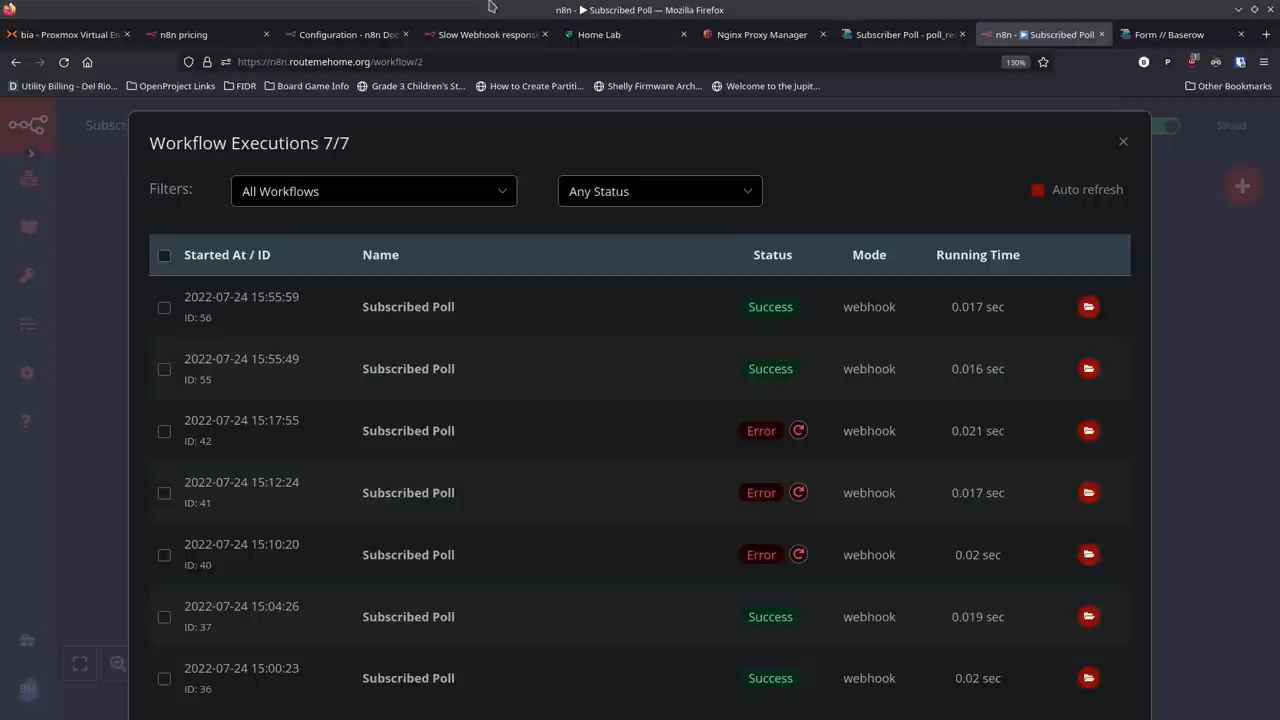 n8n - ▶ Subscribed Poll — Mozilla Firefox
bia - Proxmox Virtual En
n8n pricing
Configuration - n8n Doc
Slow Webhook respons
Home Lab
Nginx Proxy Manager
Subscriber Poll - poll_re
n8n - ▶ Subscribed Poll
Form // Baserow
https://n8n.routemehome.org/workflow/2
130%
Utility Billing - Del Rio...
OpenProject Links
FIDR
Board Game Info
Grade 3 Children's St...
How to Create Partiti...
Shelly Firmware Arch...
Welcome to the Jupit...
Other Bookmarks
Subscr
Saved
Workflow Executions 7/7
Filters:
All Workflows
Any Status
Auto refresh
Started At / ID Name Status Mode Running Time
2022-07-24 15:55:59
ID: 56
Subscribed Poll Success webhook 0.017 sec
2022-07-24 15:55:49
ID: 55
Subscribed Poll Success webhook 0.016 sec
2022-07-24 15:17:55
ID: 42
Subscribed Poll Error webhook 0.021 sec
2022-07-24 15:12:24
ID: 41
Subscribed Poll Error webhook 0.017 sec
2022-07-24 15:10:20
ID: 40
Subscribed Poll Error webhook 0.02 sec
2022-07-24 15:04:26
ID: 37
Subscribed Poll Success webhook 0.019 sec
2022-07-24 15:00:23
ID: 36
Subscribed Poll Success webhook 0.02 sec
BM